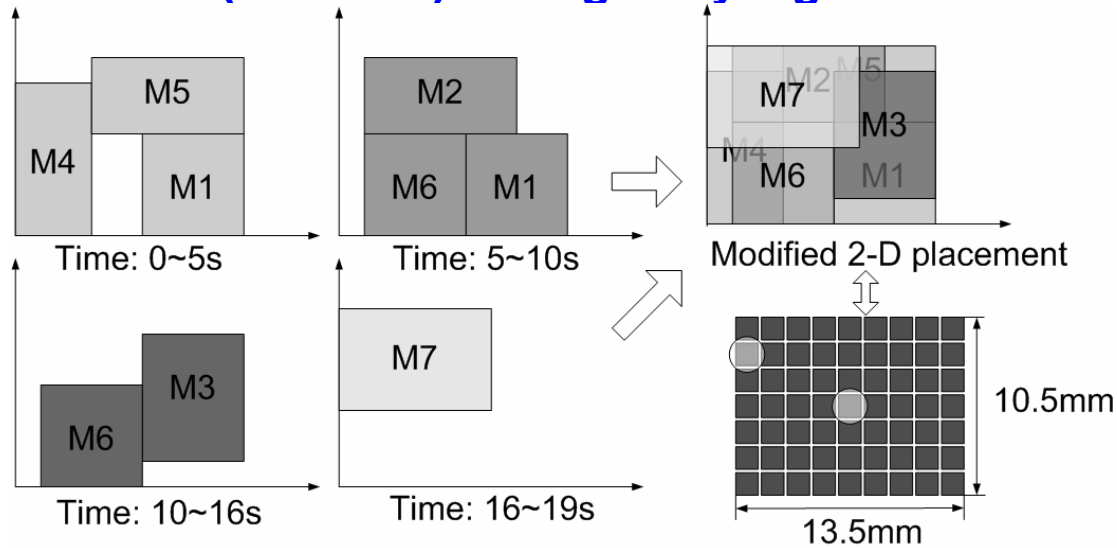 M5
M4
M1
Time: 0~5s
M2
M6
M1
Time: 5~10s
M2
M5
M7
M3
M4
M6
M1
Modified 2-D placement
M3
M6
Time: 10~16s
M7
Time: 16~19s
10.5mm
13.5mm